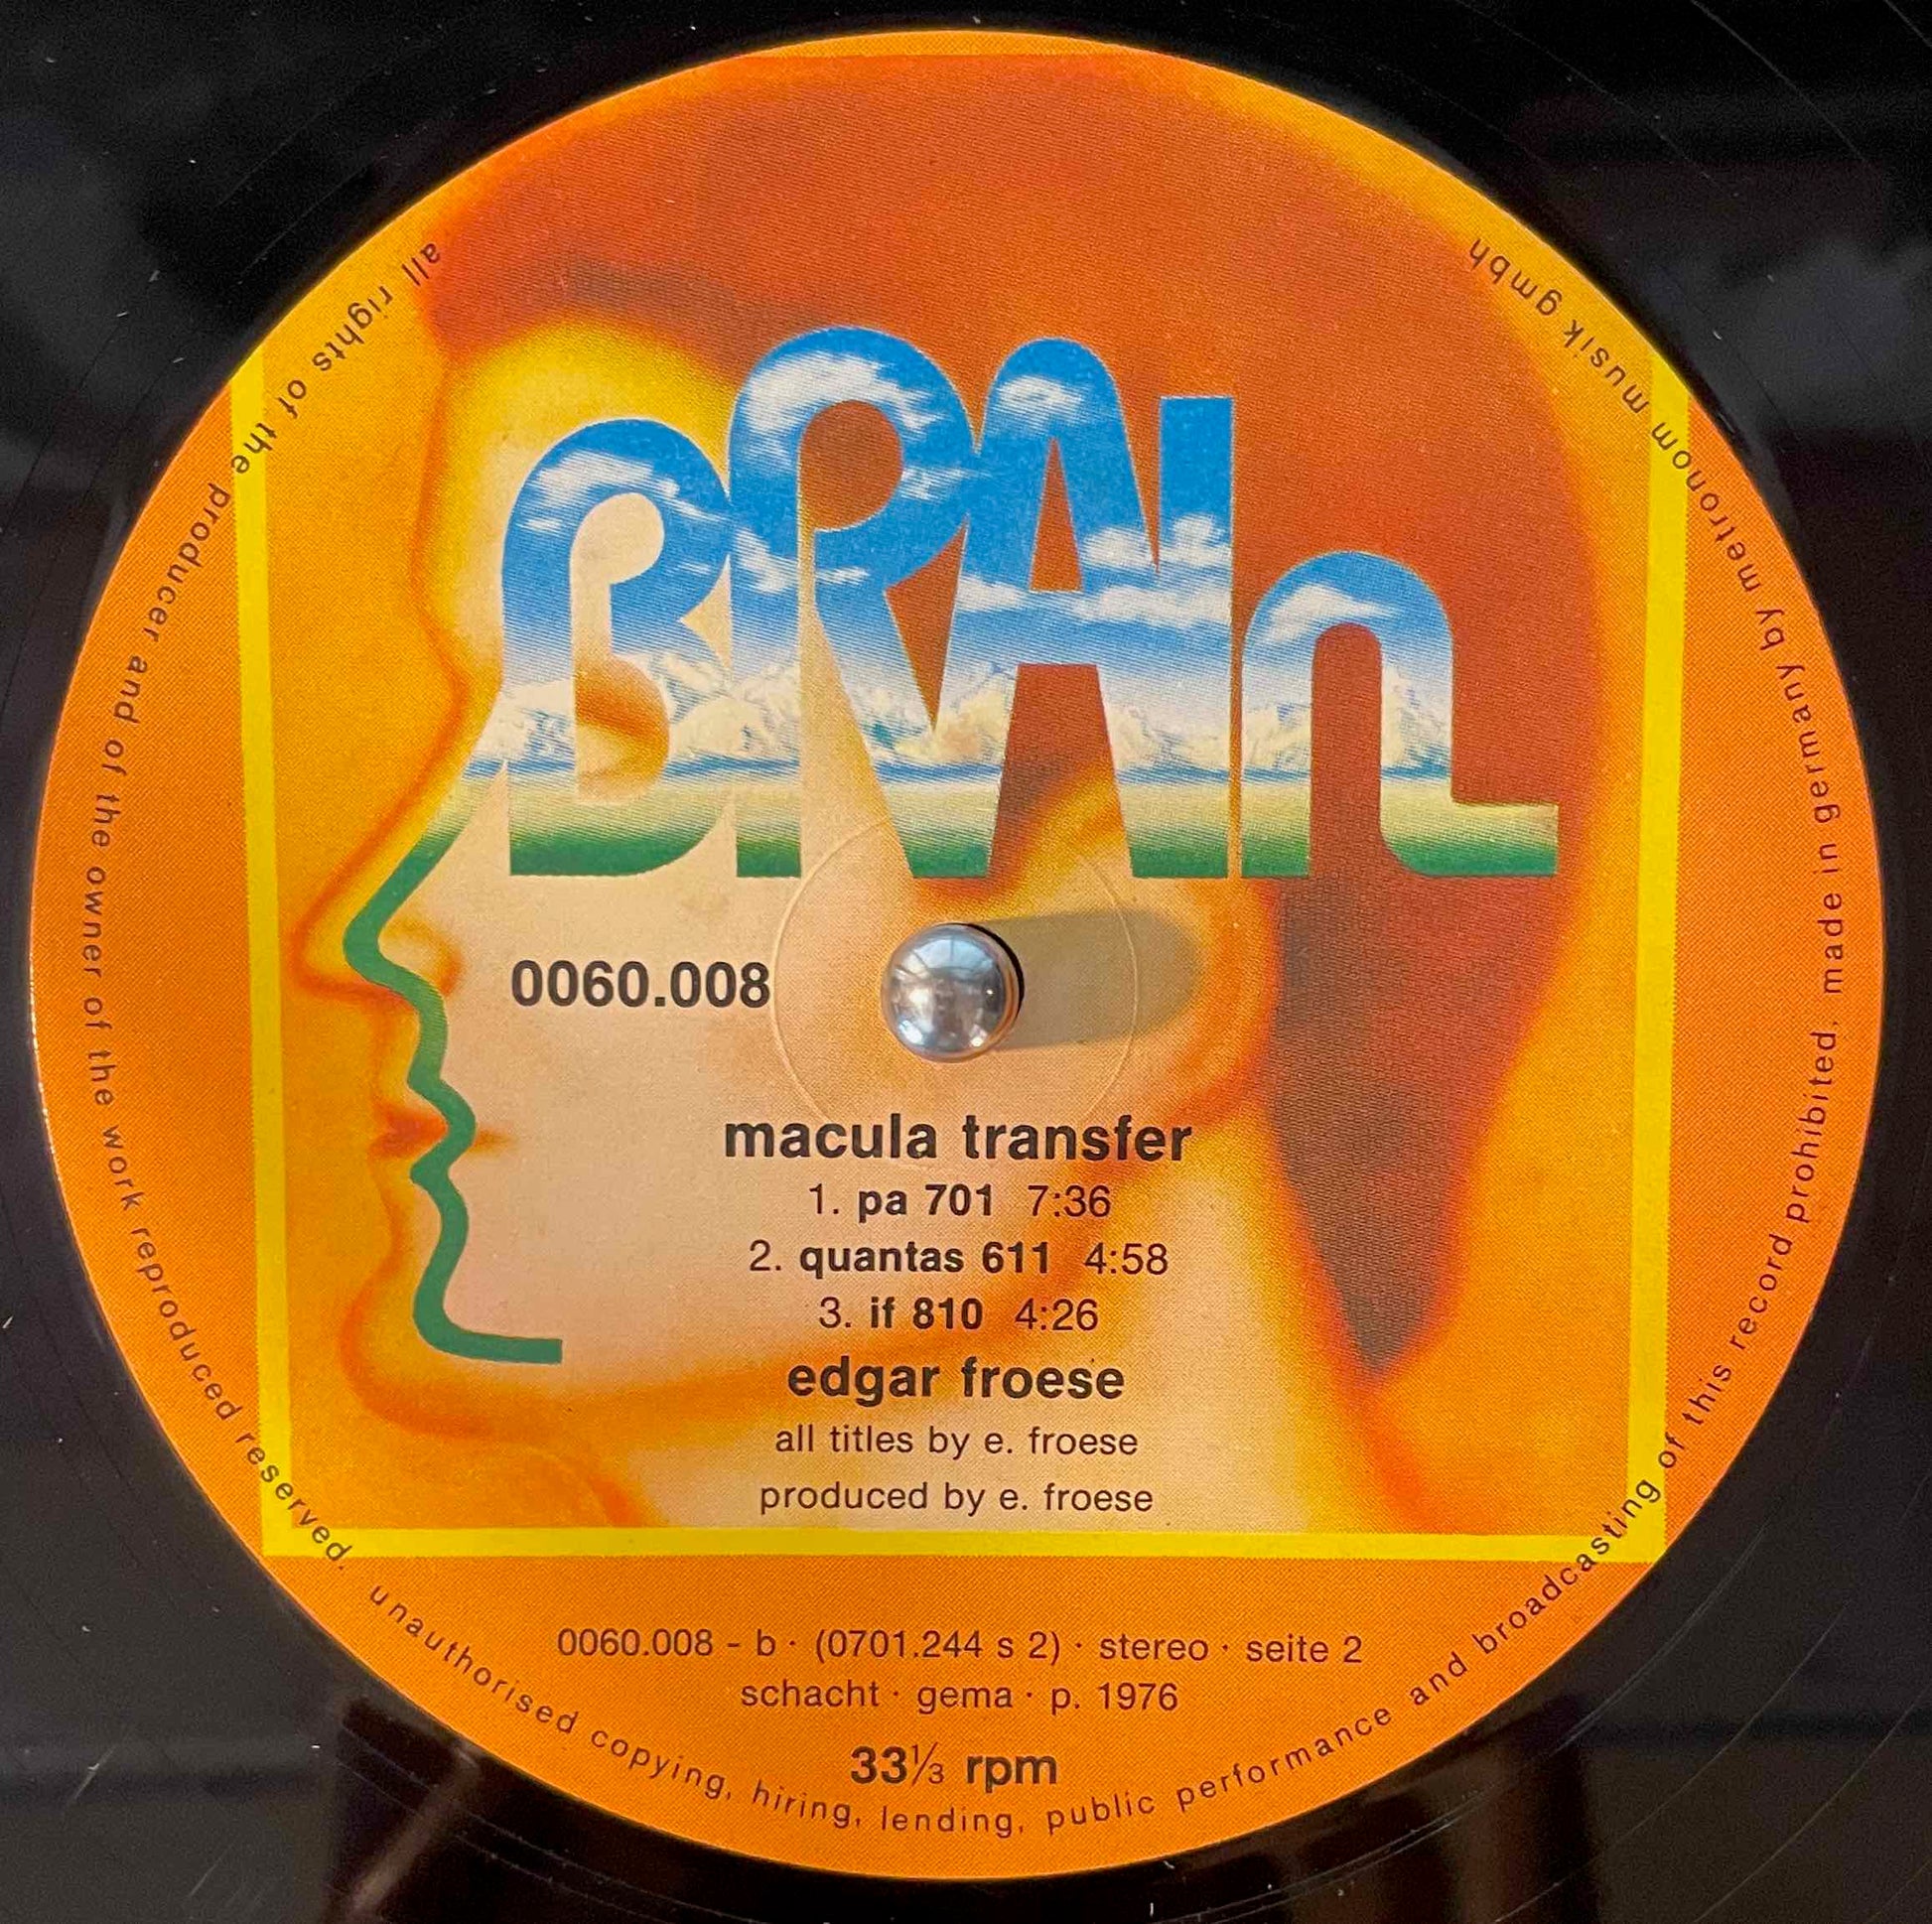 BRAIn
0060.008
macula transfer
1. pa 701 7:36
2. quantas 611 4:58
3. if 810 4:26
edgar froese
all titles by e. froese
produced by e. froese
0060.008 - b · (0701.244 s 2) · stereo · seite 2
schacht · gema · p. 1976
33⅓ rpm
all rights of the producer and of the owner of the work reproduced reserved. unauthorised copying, hiring, lending, public performance and broadcasting of this record prohibited. made in germany by metronom musik gmbh